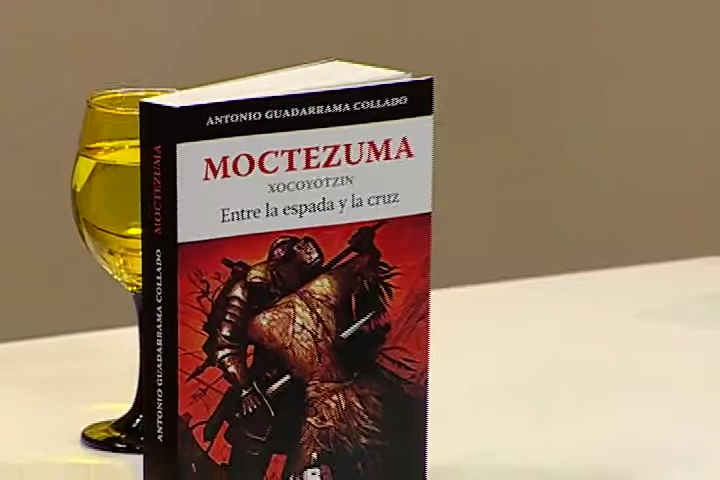 ANTONIO GUADARRAMA COLLADO
MOCTEZUMA
XOCOYOTZIN
Entre la espada y la cruz
ANTONIO GUADARRAMA COLLADO MOCTEZUMA